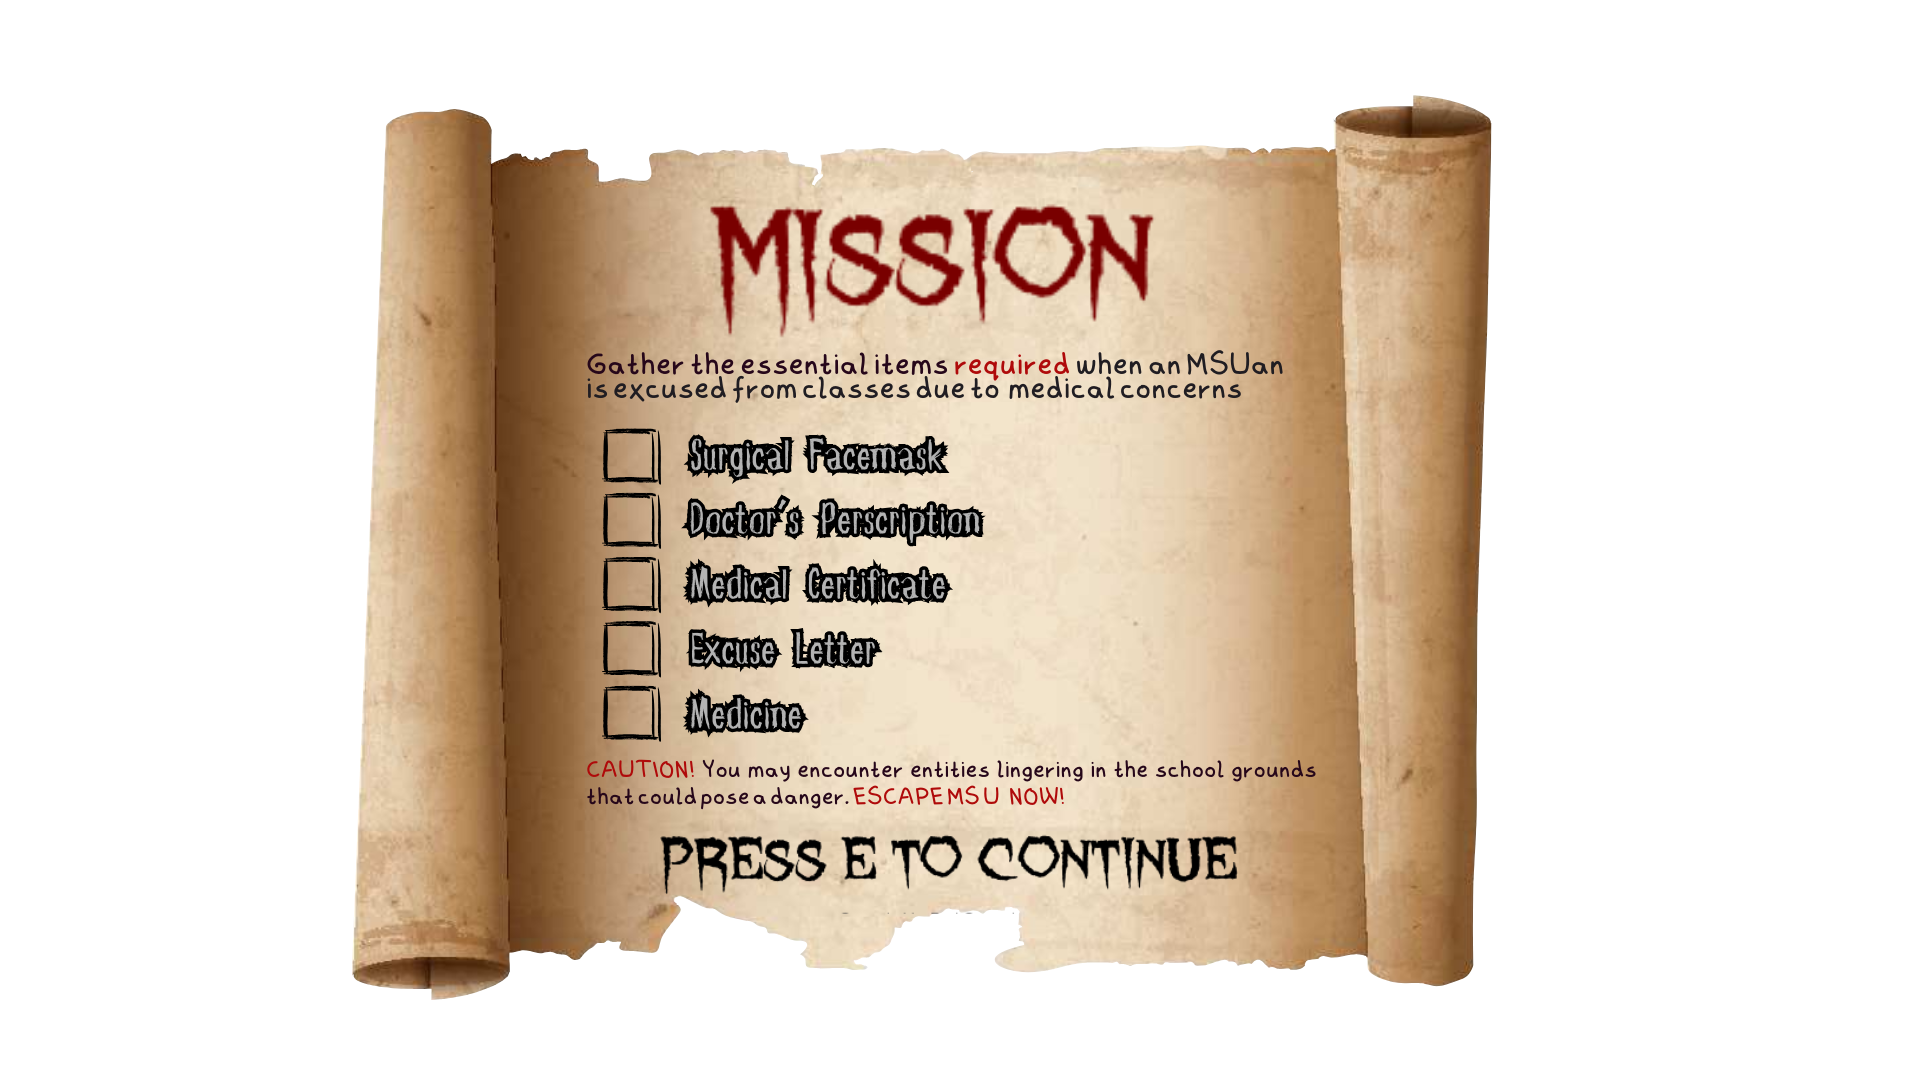 MISSION
Gather the essential items required when an MSUan
is excused from classes due to medical concerns
Surgical Facemask
Doctor's Perscription
Medical Certificate
Excuse Letter
Medicine
CAUTION! You may encounter entities lingering in the school grounds
that could pose a danger. ESCAPE MSU NOW!
PRESS E TO CONTINUE